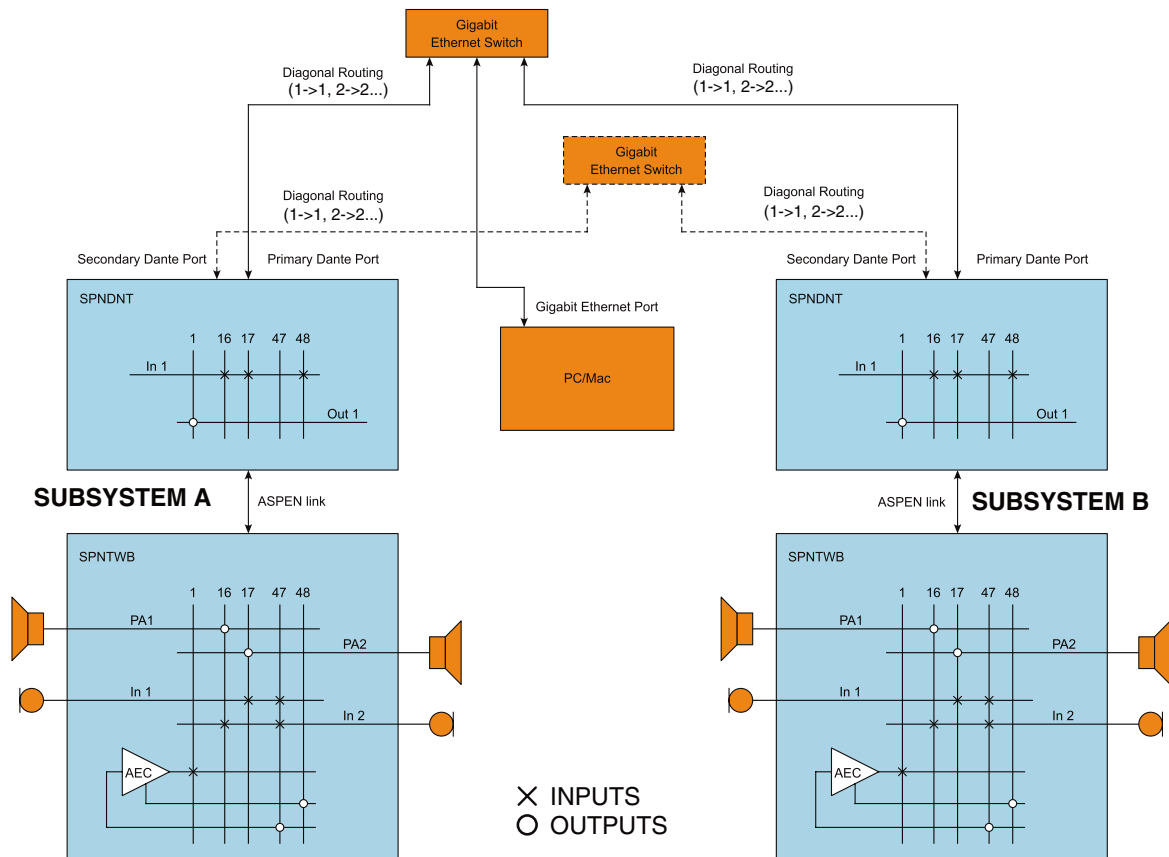 Gigabit
Ethernet Switch
Diagonal Routing
(1->1, 2->2...)
Diagonal Routing
(1->1, 2->2...)
Gigabit
Ethernet Switch
Diagonal Routing
(1->1, 2->2...)
Diagonal Routing
(1->1, 2->2...)
Secondary Dante Port
Primary Dante Port
Secondary Dante Port
Primary Dante Port
SPNDNT
1 16 17 47 48
In 1
Out 1
Gigabit Ethernet Port
PC/Mac
SPNDNT
1 16 17 47 48
In 1
Out 1
SUBSYSTEM A
ASPEN link
ASPEN link
SUBSYSTEM B
SPNTWB
1 16 17 47 48
PA1
PA2
In 1
In 2
AEC
SPNTWB
1 16 17 47 48
PA1
PA2
In 1
In 2
AEC
INPUTS
OUTPUTS